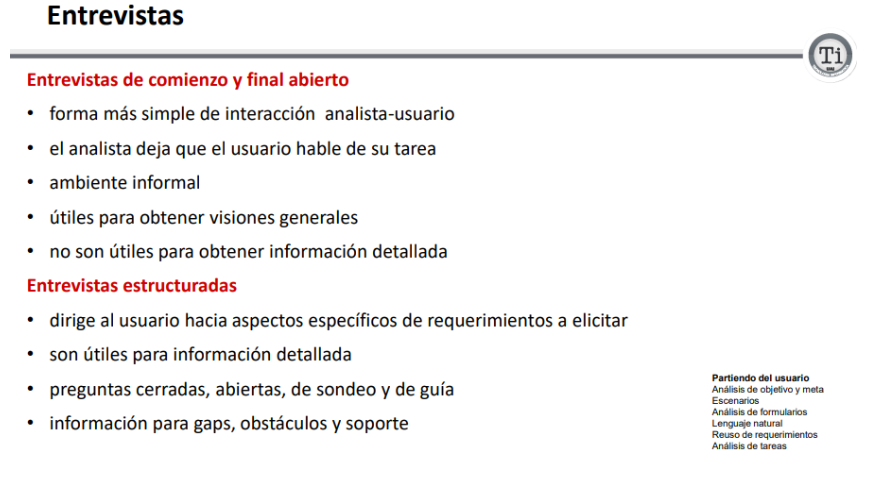 Entrevistas
Ti
Entrevistas de comienzo y final abierto
• forma más simple de interacción analista-usuario
• el analista deja que el usuario hable de su tarea
• ambiente informal
• útiles para obtener visiones generales
• no son útiles para obtener información detallada
Entrevistas estructuradas
• dirige al usuario hacia aspectos específicos de requerimientos a elicitar
• son útiles para información detallada
• preguntas cerradas, abiertas, de sondeo y de guía
• información para gaps, obstáculos y soporte
Partiendo del usuario
Análisis de objetivo y meta
Escenarios
Análisis de formularios
Lenguaje natural
Reuso de requerimientos
Análisis de tareas